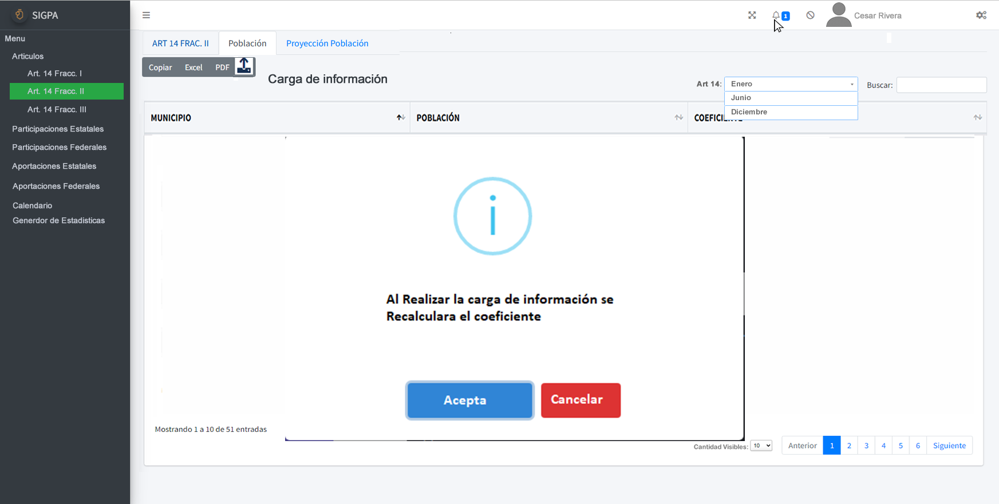 SIGPA
1
Cesar Rivera
Menu
Articulos
Art. 14 Fracc. I
Art. 14 Fracc. II
Art. 14 Fracc. III
Participaciones Estatales
Participaciones Federales
Aportaciones Estatales
Aportaciones Federales
Calendario
Generdor de Estadisticas
ART 14 FRAC. II
Población
Proyección Población
Copiar
Excel
PDF
Carga de información
Art 14:
Enero
Junio
Diciembre
Buscar:
MUNICIPIO
POBLACIÓN
COEFICIENTE
Al Realizar la carga de información se
Recalculara el coeficiente
Acepta
Cancelar
Mostrando 1 a 10 de 51 entradas
Cantidad Visibles: 10
Anterior 1 2 3 4 5 6 Siguiente